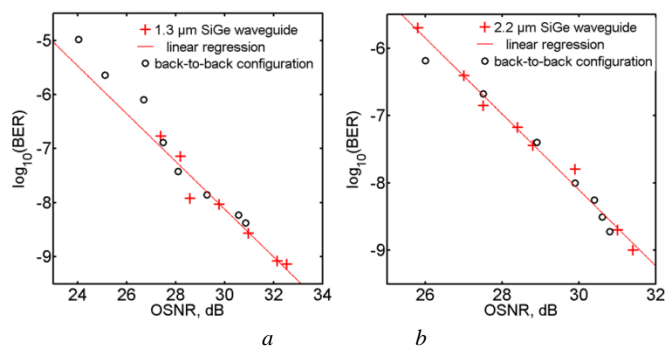 1.3 μm SiGe waveguide
linear regression
back-to-back configuration
-5
-6
-7
-8
-9
log10(BER)
24 26 28 30 32 34
OSNR, dB
a
2.2 μm SiGe waveguide
linear regression
back-to-back configuration
-6
-7
-8
-9
log10(BER)
26 28 30 32
OSNR, dB
b